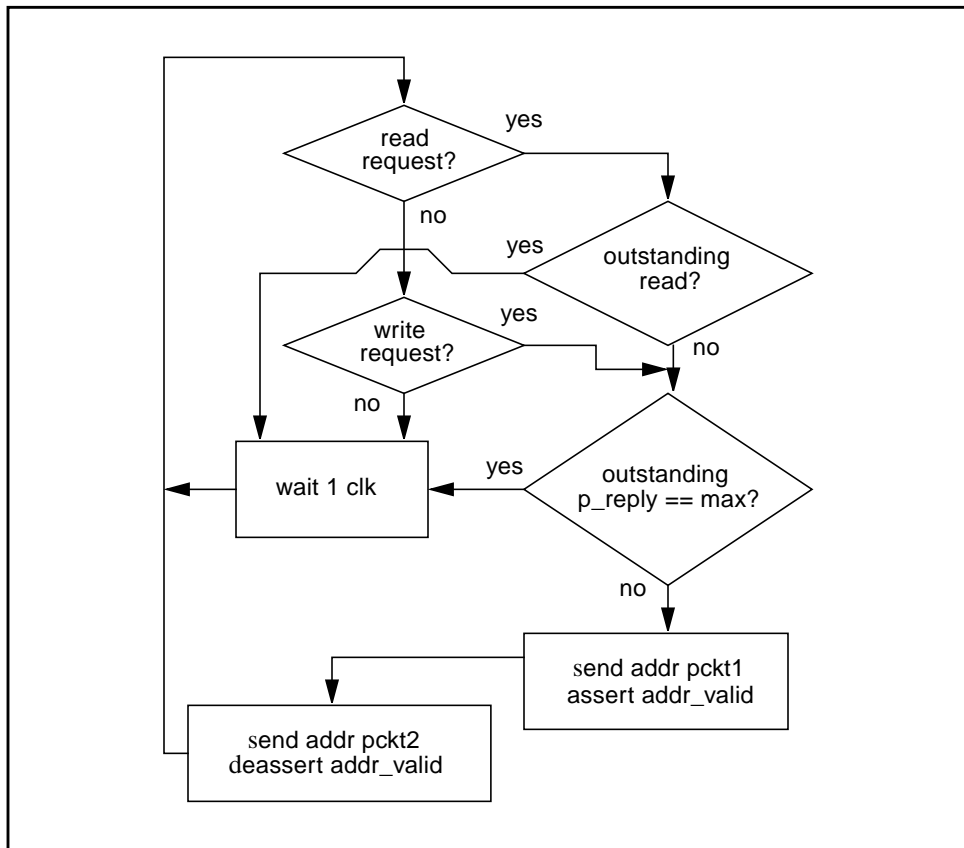 yes
read
request?
no
yes
outstanding
read?
yes
write
request?
no
no
wait 1 clk
yes
outstanding
p_reply == max?
no
send addr pckt1
assert addr_valid
send addr pckt2
deassert addr_valid